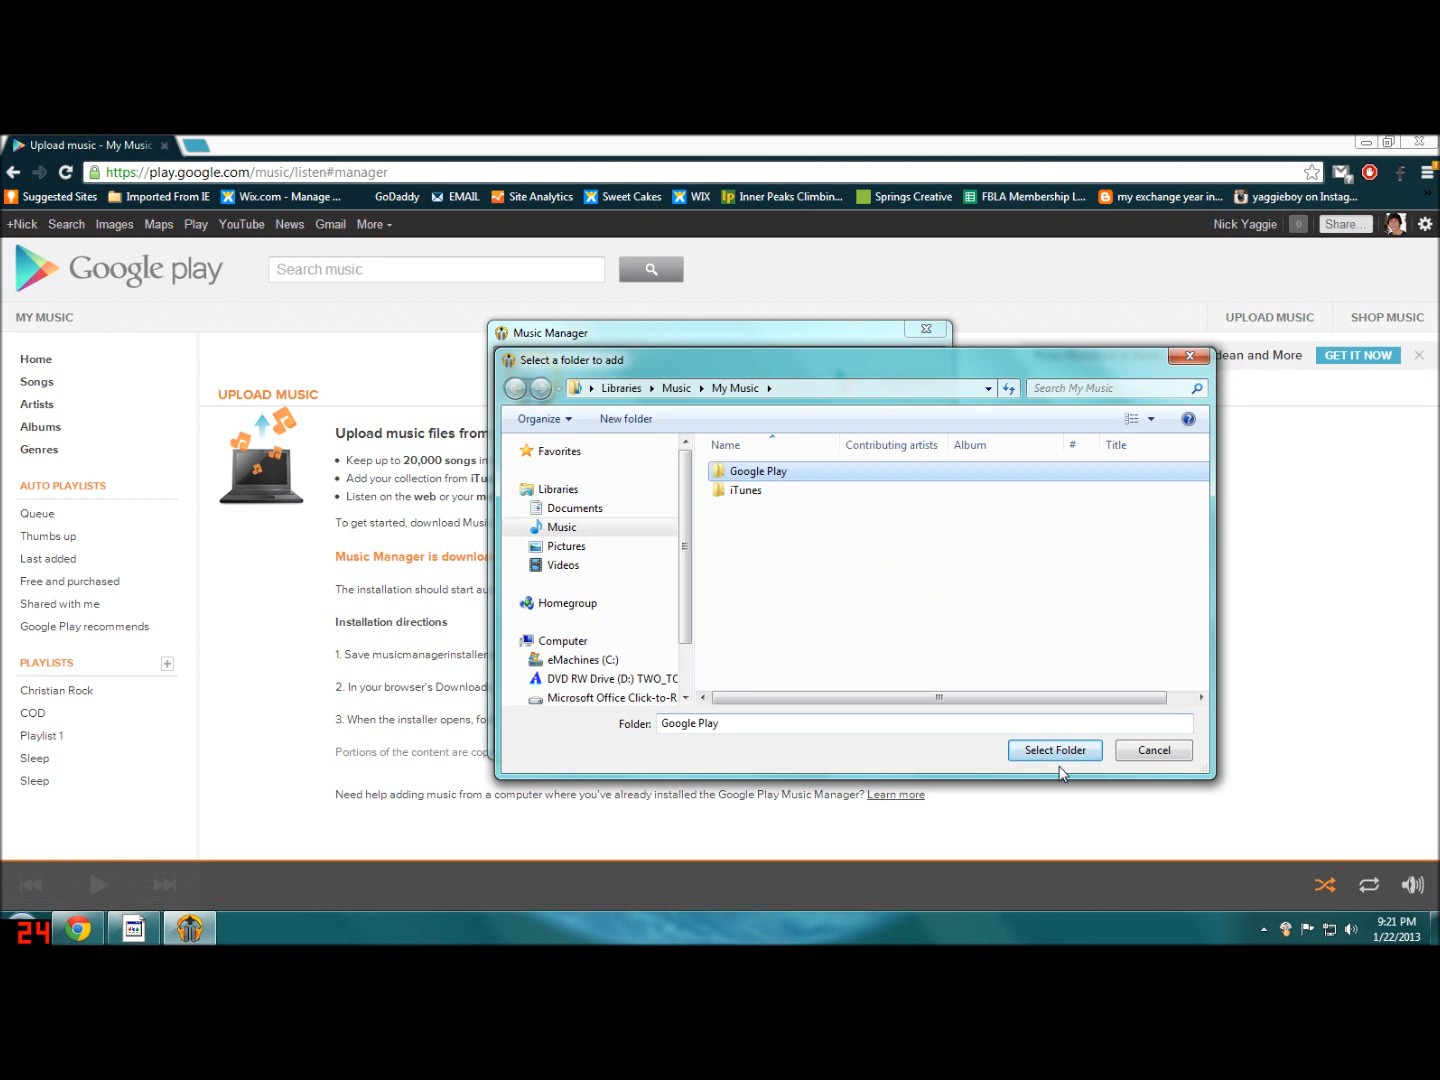 Upload music - My Music
https://play.google.com/music/listen#manager
Suggested Sites Imported From IE Wix.com - Manage ... GoDaddy EMAIL Site Analytics Sweet Cakes WIX Inner Peaks Climbin... Springs Creative FBLA Membership L... my exchange year in... yaggieboy on Instag...
+Nick Search Images Maps Play YouTube News Gmail More Nick Yaggie 0 Share...
Google play Search music
MY MUSIC UPLOAD MUSIC SHOP MUSIC
Music Manager
dean and More GET IT NOW
Home
Songs
Artists
Albums
Genres
AUTO PLAYLISTS
Queue
Thumbs up
Last added
Free and purchased
Shared with me
Google Play recommends
PLAYLISTS
Christian Rock
COD
Playlist 1
Sleep
Sleep
UPLOAD MUSIC
Upload music files from
Keep up to 20,000 songs in
Add your collection from iTu
Listen on the web or your m
To get started, download Musi
Music Manager is downloa
The installation should start au
Installation directions
1. Save musicmanagerinstaller
2. In your browser's Download
3. When the installer opens, fo
Portions of the content are cop
Need help adding music from a computer where you've already installed the Google Play Music Manager? Learn more
Select a folder to add
Libraries Music My Music Search My Music
Organize New folder
Favorites
Libraries
Documents
Music
Pictures
Videos
Homegroup
Computer
eMachines (C:)
DVD RW Drive (D:) TWO_TC
Microsoft Office Click-to-R
Name Contributing artists Album # Title
Google Play
iTunes
Folder: Google Play
Select Folder Cancel
24
9:21 PM
1/22/2013